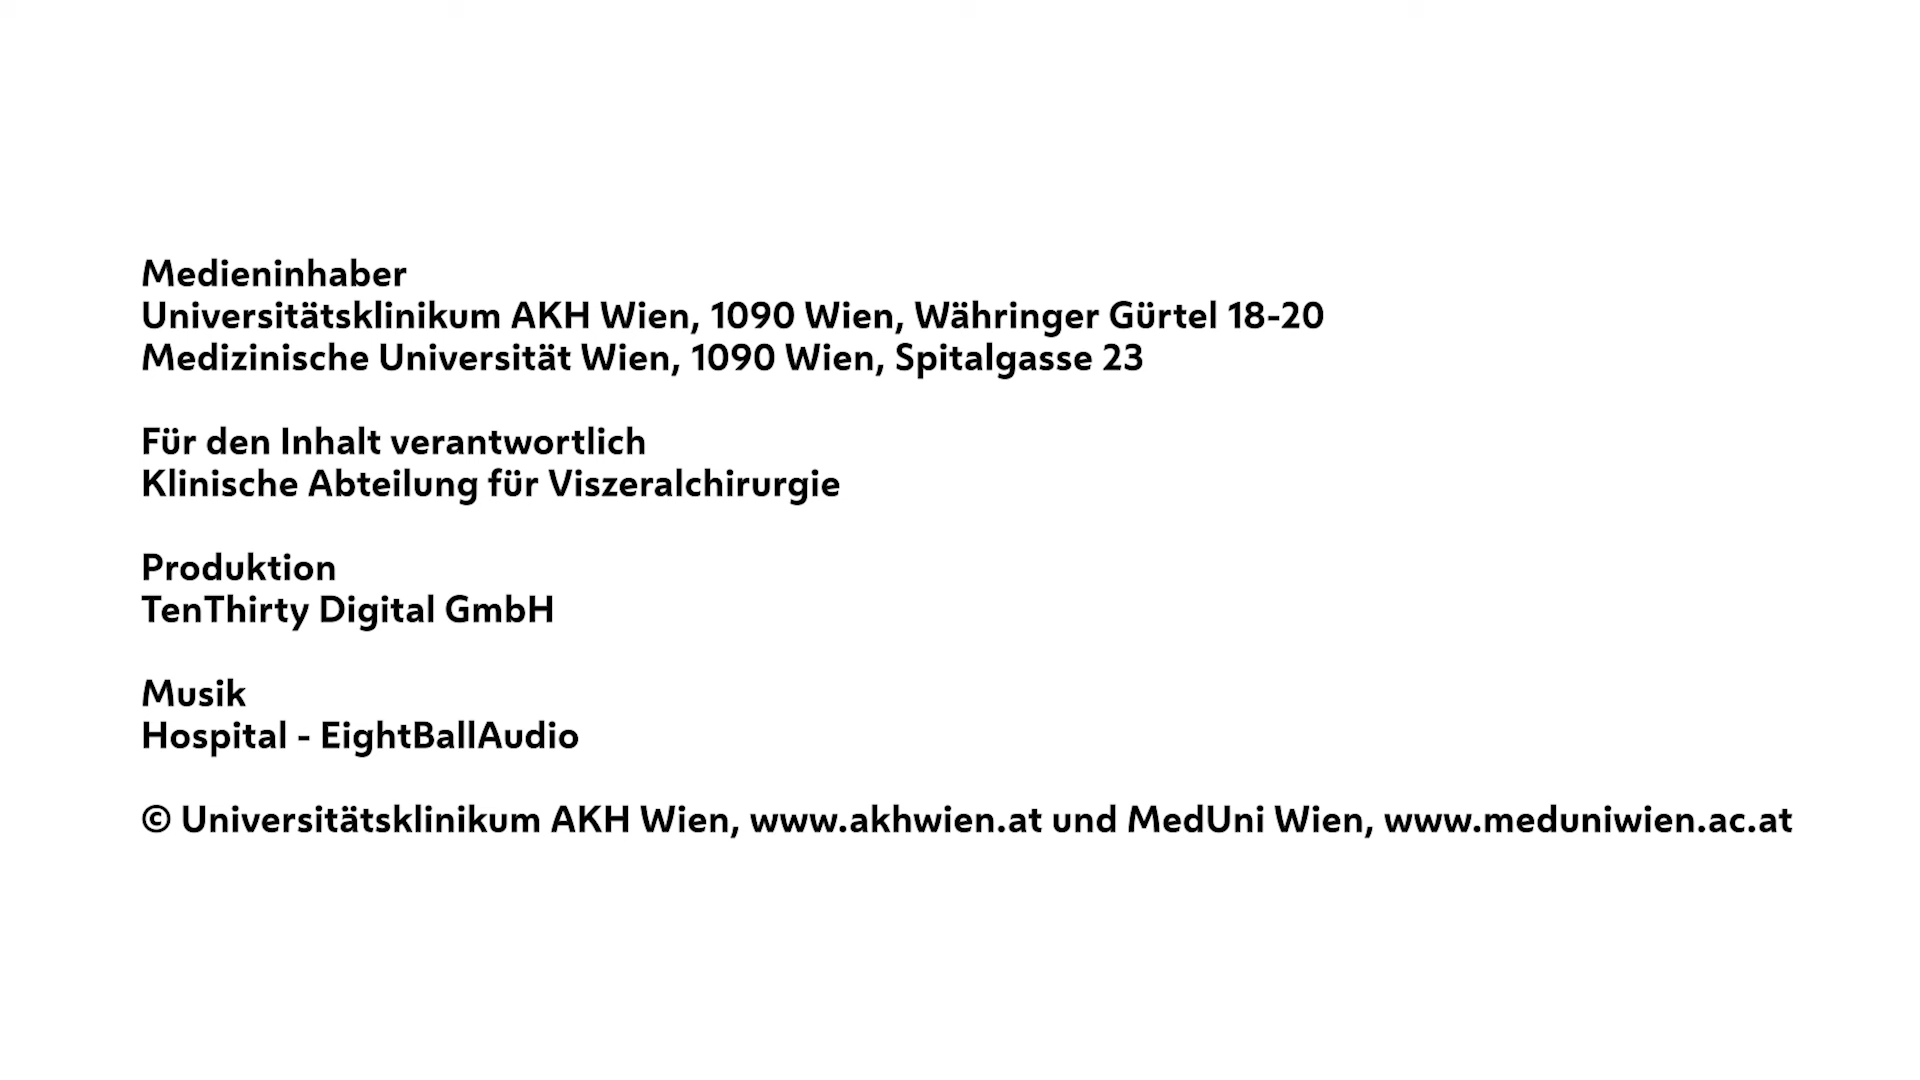 Medieninhaber
Universitätsklinikum AKH Wien, 1090 Wien, Währinger Gürtel 18-20
Medizinische Universität Wien, 1090 Wien, Spitalgasse 23
Für den Inhalt verantwortlich
Klinische Abteilung für Viszeralchirurgie
Produktion
TenThirty Digital GmbH
Musik
Hospital - EightBallAudio
© Universitätsklinikum AKH Wien, www.akhwien.at und MedUni Wien, www.meduniwien.ac.at